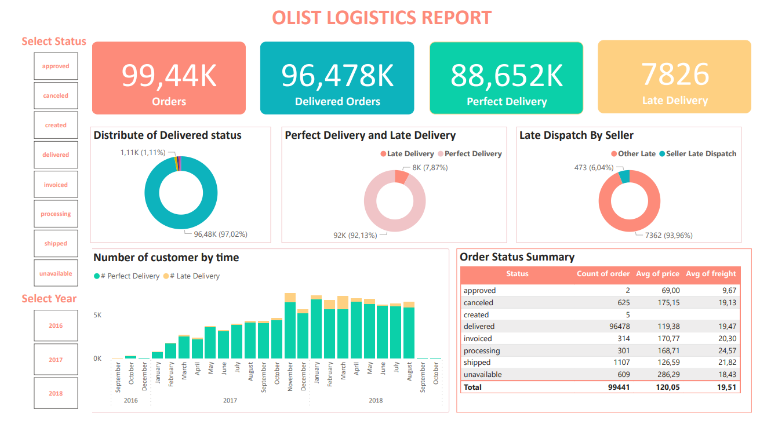 OLIST LOGISTICS REPORT
Select Status
approved
canceled
created
delivered
invoiced
processing
shipped
unavailable
Select Year
2016
2017
2018
99,44K
Orders
96,478K
Delivered Orders
88,652K
Perfect Delivery
7826
Late Delivery
Distribute of Delivered status
1,11K (1,11%)
96,48K (97,02%)
Perfect Delivery and Late Delivery
Late Delivery Perfect Delivery
8K (7,87%)
92K (92,13%)
Late Dispatch By Seller
Other Late Seller Late Dispatch
473 (6,04%)
7362 (93,96%)
Number of customer by time
# Perfect Delivery # Late Delivery
5K
0K
September October December January February March April May June July August September October November December January February March April May June July August September October
2016 2017 2018
Order Status Summary
Status Count of order Avg of price Avg of freight
approved 2 69,00 9,67
canceled 625 175,15 19,13
created 5
delivered 96478 119,38 19,47
invoiced 314 170,77 20,30
processing 301 168,71 24,57
shipped 1107 126,59 21,82
unavailable 609 286,29 18,43
Total 99441 120,05 19,51